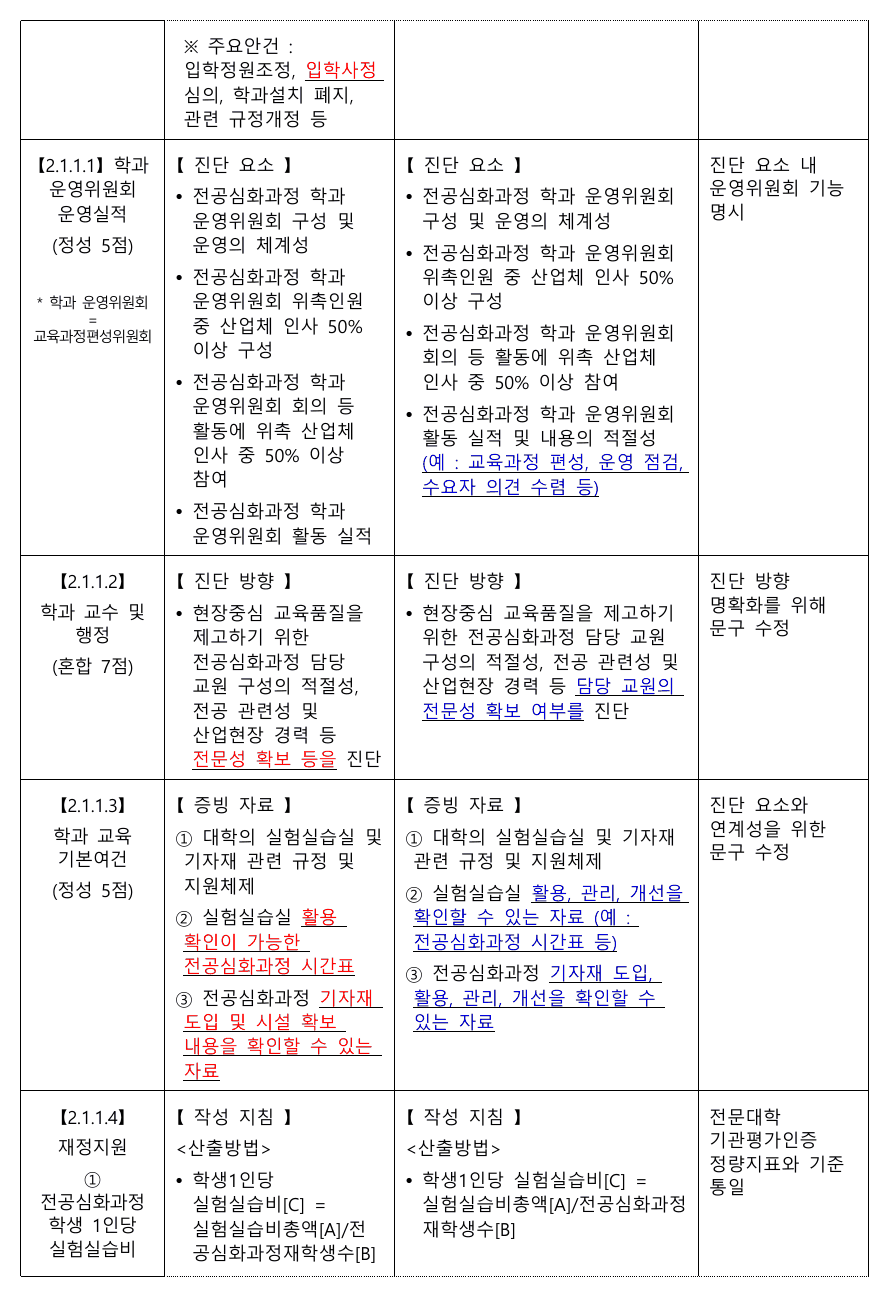 ※ 주요안건 :
입학정원조정, 입학사정
심의, 학과설치 폐지,
관련 규정개정 등
【2.1.1.1】학과
운영위원회
운영실적
(정성 5점)
* 학과 운영위원회
=
교육과정편성위원회
【 진단 요소 】
• 전공심화과정 학과
운영위원회 구성 및
운영의 체계성
• 전공심화과정 학과
운영위원회 위촉인원
중 산업체 인사 50%
이상 구성
• 전공심화과정 학과
운영위원회 회의 등
활동에 위촉 산업체
인사 중 50% 이상
참여
• 전공심화과정 학과
운영위원회 활동 실적
【 진단 요소 】
• 전공심화과정 학과 운영위원회
구성 및 운영의 체계성
• 전공심화과정 학과 운영위원회
위촉인원 중 산업체 인사 50%
이상 구성
• 전공심화과정 학과 운영위원회
회의 등 활동에 위촉 산업체
인사 중 50% 이상 참여
• 전공심화과정 학과 운영위원회
활동 실적 및 내용의 적절성
(예 : 교육과정 편성, 운영 점검,
수요자 의견 수렴 등)
진단 요소 내
운영위원회 기능
명시
【2.1.1.2】
학과 교수 및
행정
(혼합 7점)
【 진단 방향 】
• 현장중심 교육품질을
제고하기 위한
전공심화과정 담당
교원 구성의 적절성,
전공 관련성 및
산업현장 경력 등
전문성 확보 등을 진단
【 진단 방향 】
• 현장중심 교육품질을 제고하기
위한 전공심화과정 담당 교원
구성의 적절성, 전공 관련성 및
산업현장 경력 등 담당 교원의
전문성 확보 여부를 진단
진단 방향
명확화를 위해
문구 수정
【2.1.1.3】
학과 교육
기본여건
(정성 5점)
【 증빙 자료 】
① 대학의 실험실습실 및
기자재 관련 규정 및
지원체제
② 실험실습실 활용
확인이 가능한
전공심화과정 시간표
③ 전공심화과정 기자재
도입 및 시설 확보
내용을 확인할 수 있는
자료
【 증빙 자료 】
① 대학의 실험실습실 및 기자재
관련 규정 및 지원체제
② 실험실습실 활용, 관리, 개선을
확인할 수 있는 자료 (예 :
전공심화과정 시간표 등)
③ 전공심화과정 기자재 도입,
활용, 관리, 개선을 확인할 수
있는 자료
진단 요소와
연계성을 위한
문구 수정
【2.1.1.4】
재정지원
①
전공심화과정
학생 1인당
실험실습비
【 작성 지침 】
<산출방법>
• 학생1인당
실험실습비[C] =
실험실습비총액[A]/전
공심화과정재학생수[B]
【 작성 지침 】
<산출방법>
• 학생1인당 실험실습비[C] =
실험실습비총액[A]/전공심화과정
재학생수[B]
전문대학
기관평가인증
정량지표와 기준
통일